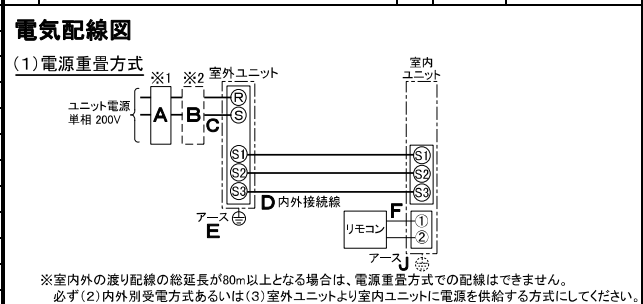 電気配線図
(1)電源重畳方式
※1 ※2 室外ユニット
室内
ユニット
ユニット電源
単相 200V
A B C
R
S
S1 S1
S2 S2
S3 S3
D 内外接続線
アース
E
リモコン
F
①
②
アース J
※室内外の渡り配線の総延長が80m以上となる場合は、電源重畳方式での配線はできません。
必ず(2)内外別受電方式あるいは(3)室外ユニットより室内ユニットに電源を供給する方式にしてください。